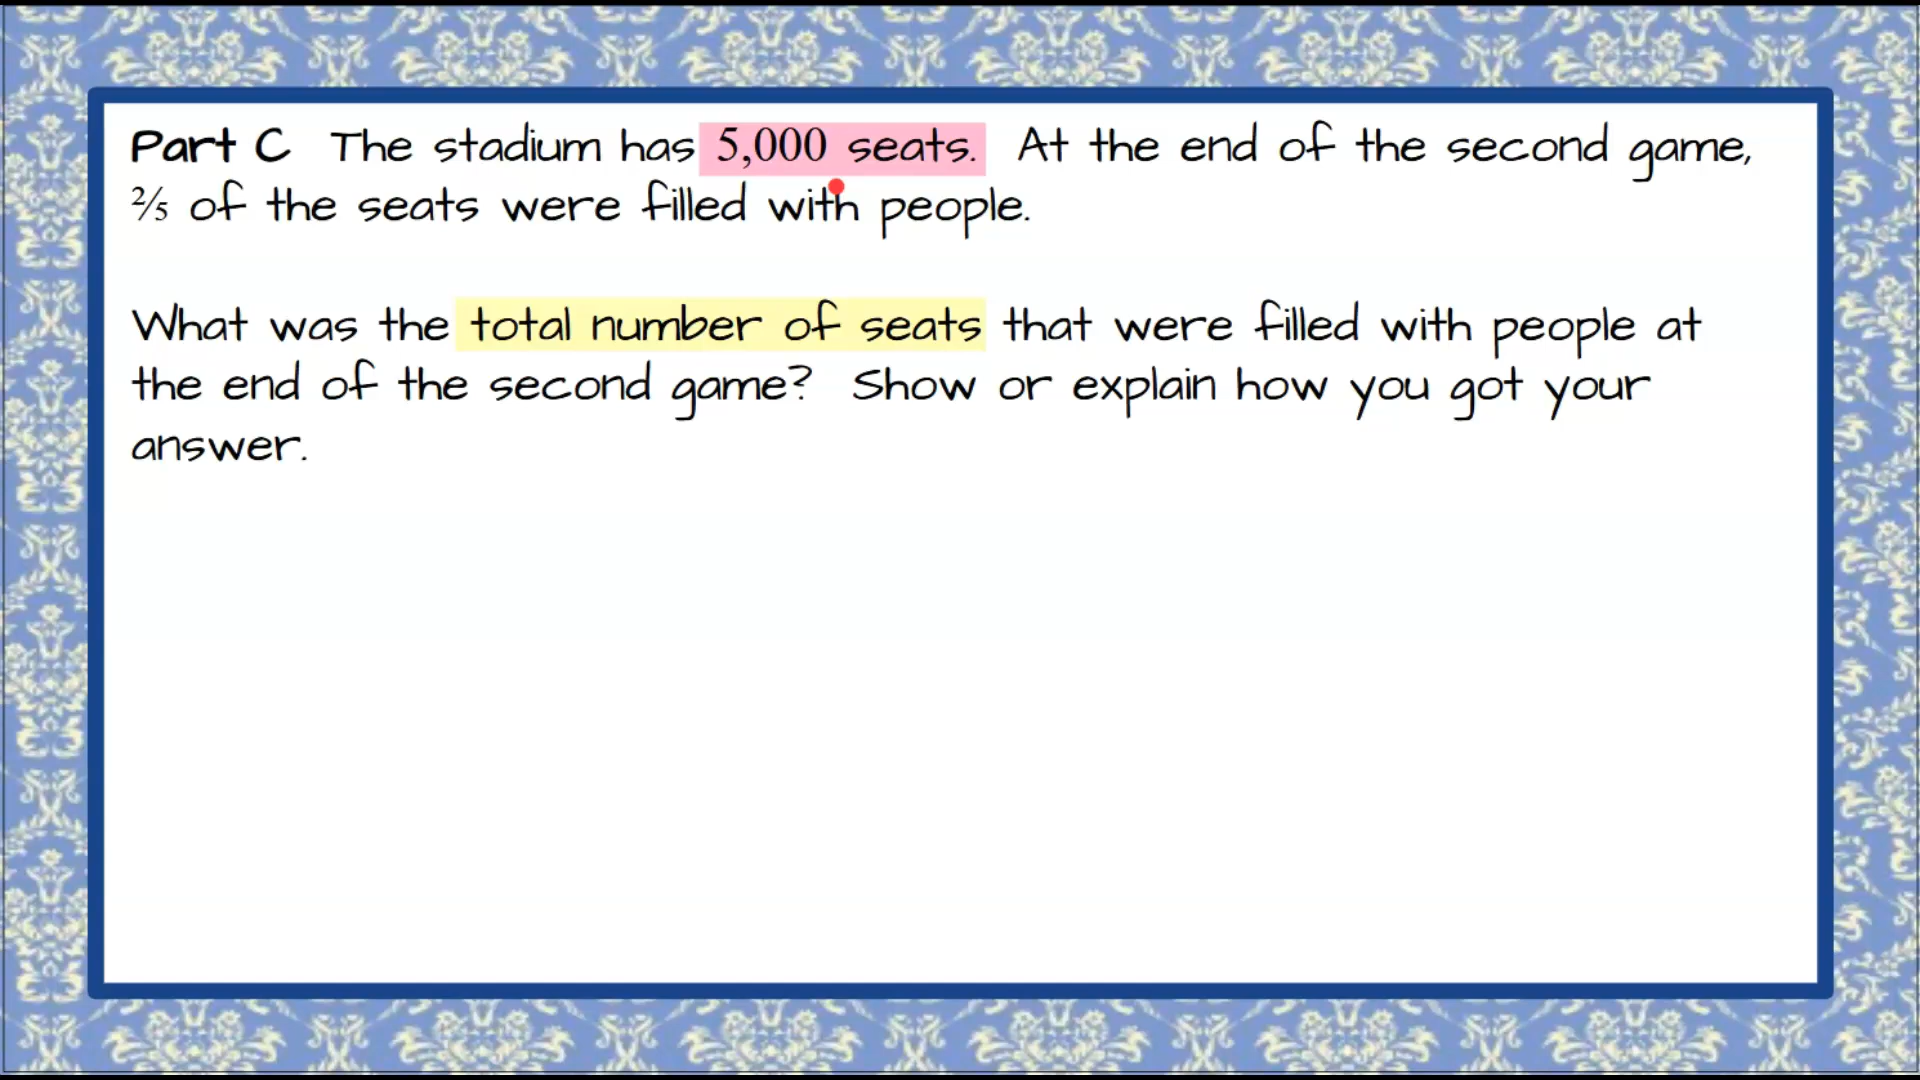 Part C The stadium has 5,000 seats. At the end of the second game,
⅖ of the seats were filled with people.
What was the total number of seats that were filled with people at
the end of the second game? Show or explain how you got your
answer.